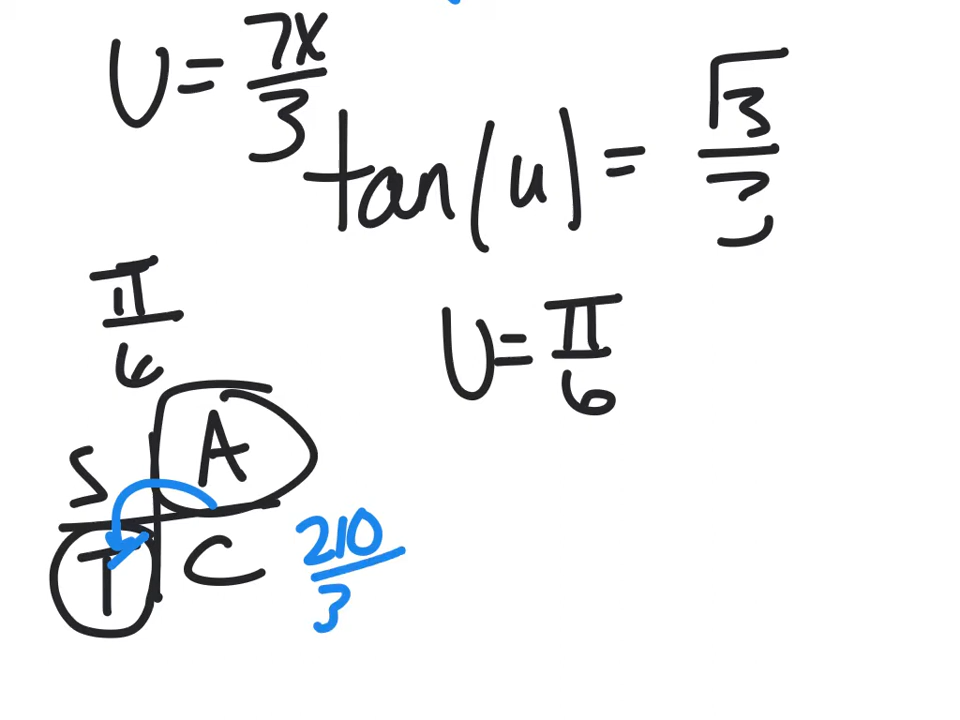 U = 7x/3
tan(u) = √3/3
π/6
U = π/6
S A
T C
210/3